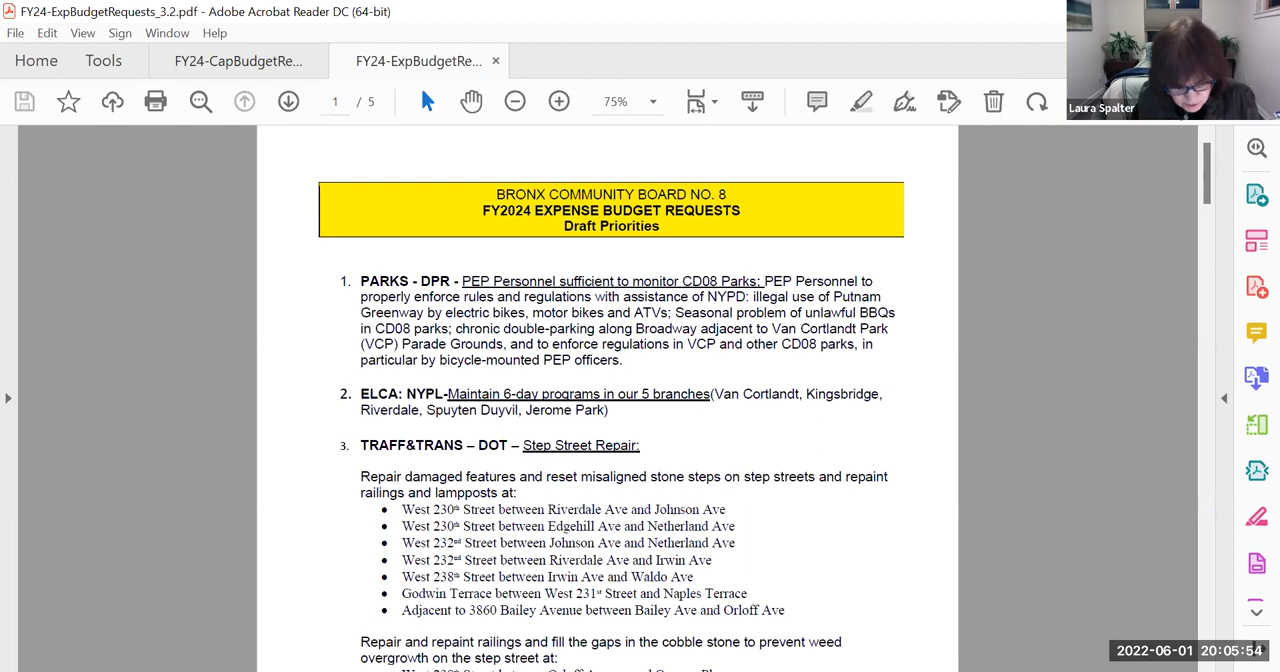 FY24-ExpBudgetRequests_3.2.pdf - Adobe Acrobat Reader DC (64-bit)
File Edit View Sign Window Help
Home Tools FY24-CapBudgetRe... FY24-ExpBudgetRe... ×
1 / 5 75%
Laura Spalter
BRONX COMMUNITY BOARD NO. 8
FY2024 EXPENSE BUDGET REQUESTS
Draft Priorities
1. PARKS - DPR - PEP Personnel sufficient to monitor CD08 Parks: PEP Personnel to
properly enforce rules and regulations with assistance of NYPD: illegal use of Putnam
Greenway by electric bikes, motor bikes and ATVs; Seasonal problem of unlawful BBQs
in CD08 parks; chronic double-parking along Broadway adjacent to Van Cortlandt Park
(VCP) Parade Grounds, and to enforce regulations in VCP and other CD08 parks, in
particular by bicycle-mounted PEP officers.
2. ELCA: NYPL-Maintain 6-day programs in our 5 branches(Van Cortlandt, Kingsbridge,
Riverdale, Spuyten Duyvil, Jerome Park)
3. TRAFF&TRANS – DOT – Step Street Repair:
Repair damaged features and reset misaligned stone steps on step streets and repaint
railings and lampposts at:
• West 230th Street between Riverdale Ave and Johnson Ave
• West 230th Street between Edgehill Ave and Netherland Ave
• West 232nd Street between Johnson Ave and Netherland Ave
• West 232nd Street between Riverdale Ave and Irwin Ave
• West 238th Street between Irwin Ave and Waldo Ave
• Godwin Terrace between West 231st Street and Naples Terrace
• Adjacent to 3860 Bailey Avenue between Bailey Ave and Orloff Ave
Repair and repaint railings and fill the gaps in the cobble stone to prevent weed
overgrowth on the step street at:
2022-06-01 20:05:54